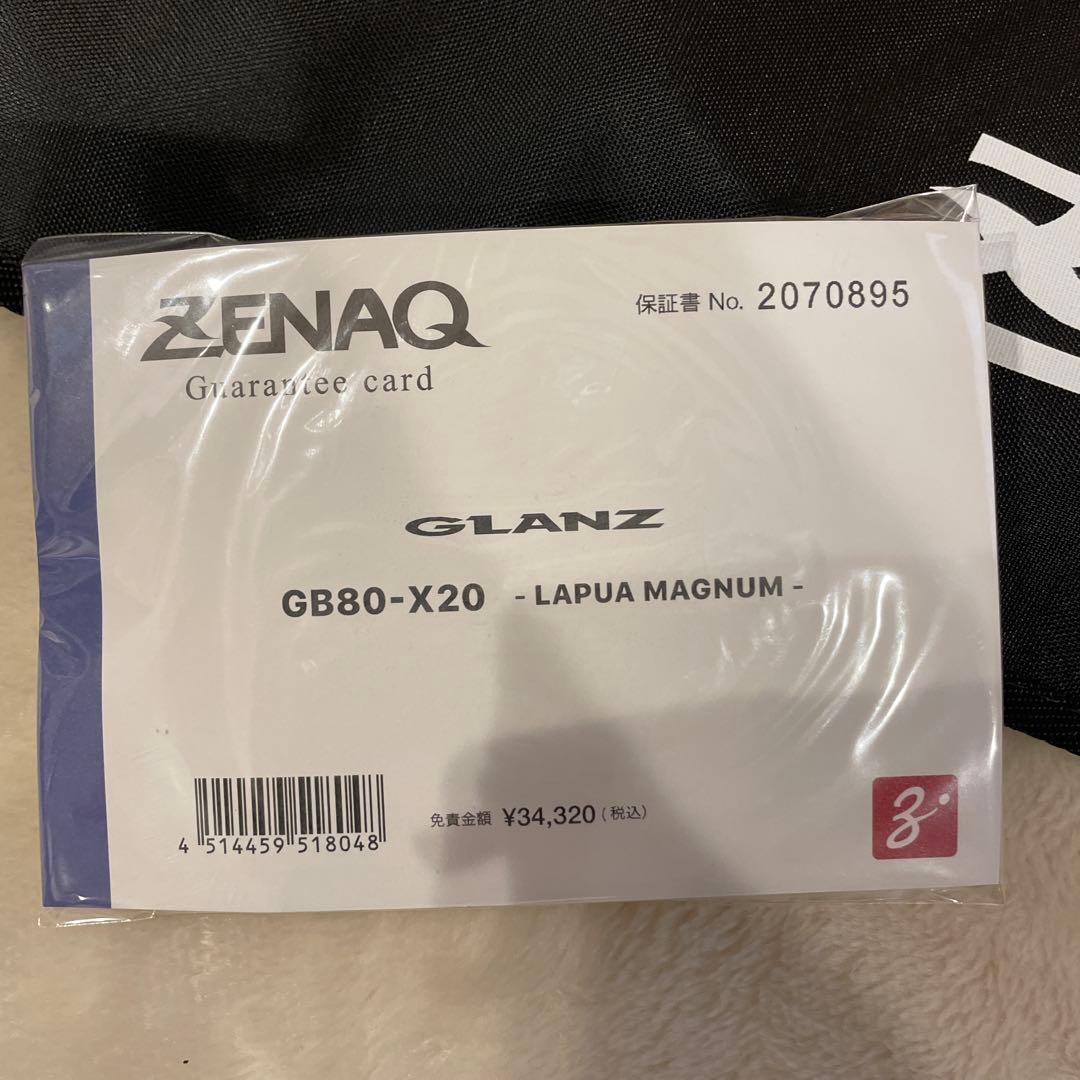 ZENAQ
Guarantee card
保証書 No. 2070895
GLANZ
GB80-X20 - LAPUA MAGNUM -
4 514459 518048
免責金額 ¥34,320(税込)